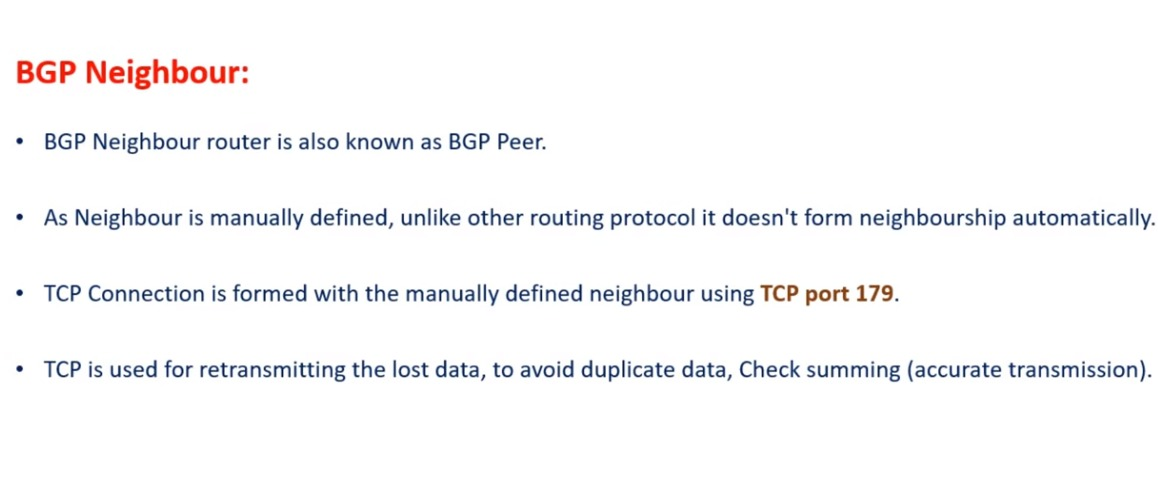 BGP Neighbour:
• BGP Neighbour router is also known as BGP Peer.
• As Neighbour is manually defined, unlike other routing protocol it doesn't form neighbourship automatically.
• TCP Connection is formed with the manually defined neighbour using TCP port 179.
• TCP is used for retransmitting the lost data, to avoid duplicate data, Check summing (accurate transmission).